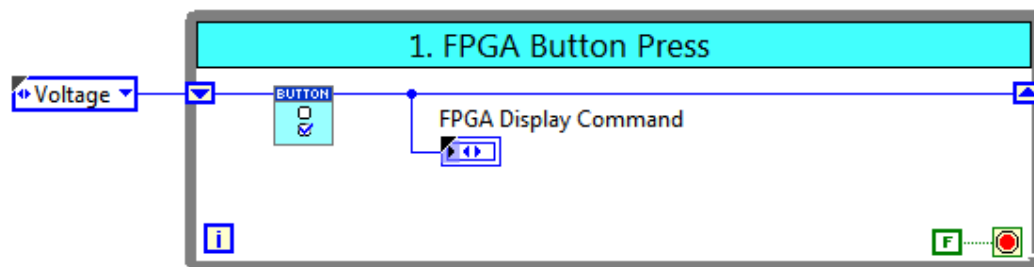 1. FPGA Button Press
Voltage
BUTTON
FPGA Display Command
i
F